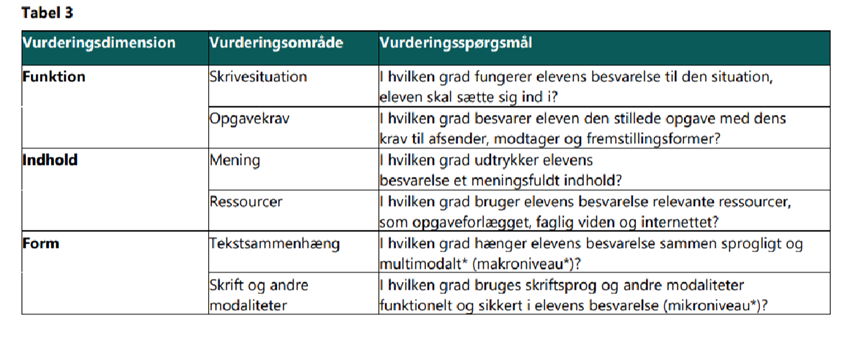 Tabel 3
Vurderingsdimension Vurderingsområde Vurderingsspørgsmål
Funktion Skrivesituation I hvilken grad fungerer elevens besvarelse til den situation,
eleven skal sætte sig ind i?
Opgavekrav I hvilken grad besvarer eleven den stillede opgave med dens
krav til afsender, modtager og fremstillingsformer?
Indhold Mening I hvilken grad udtrykker elevens
besvarelse et meningsfuldt indhold?
Ressourcer I hvilken grad bruger elevens besvarelse relevante ressourcer,
som opgaveforlægget, faglig viden og internettet?
Form Tekstsammenhæng I hvilken grad hænger elevens besvarelse sammen sprogligt og
multimodalt* (makroniveau*)?
Skrift og andre I hvilken grad bruges skriftsprog og andre modaliteter
modaliteter funktionelt og sikkert i elevens besvarelse (mikroniveau*)?